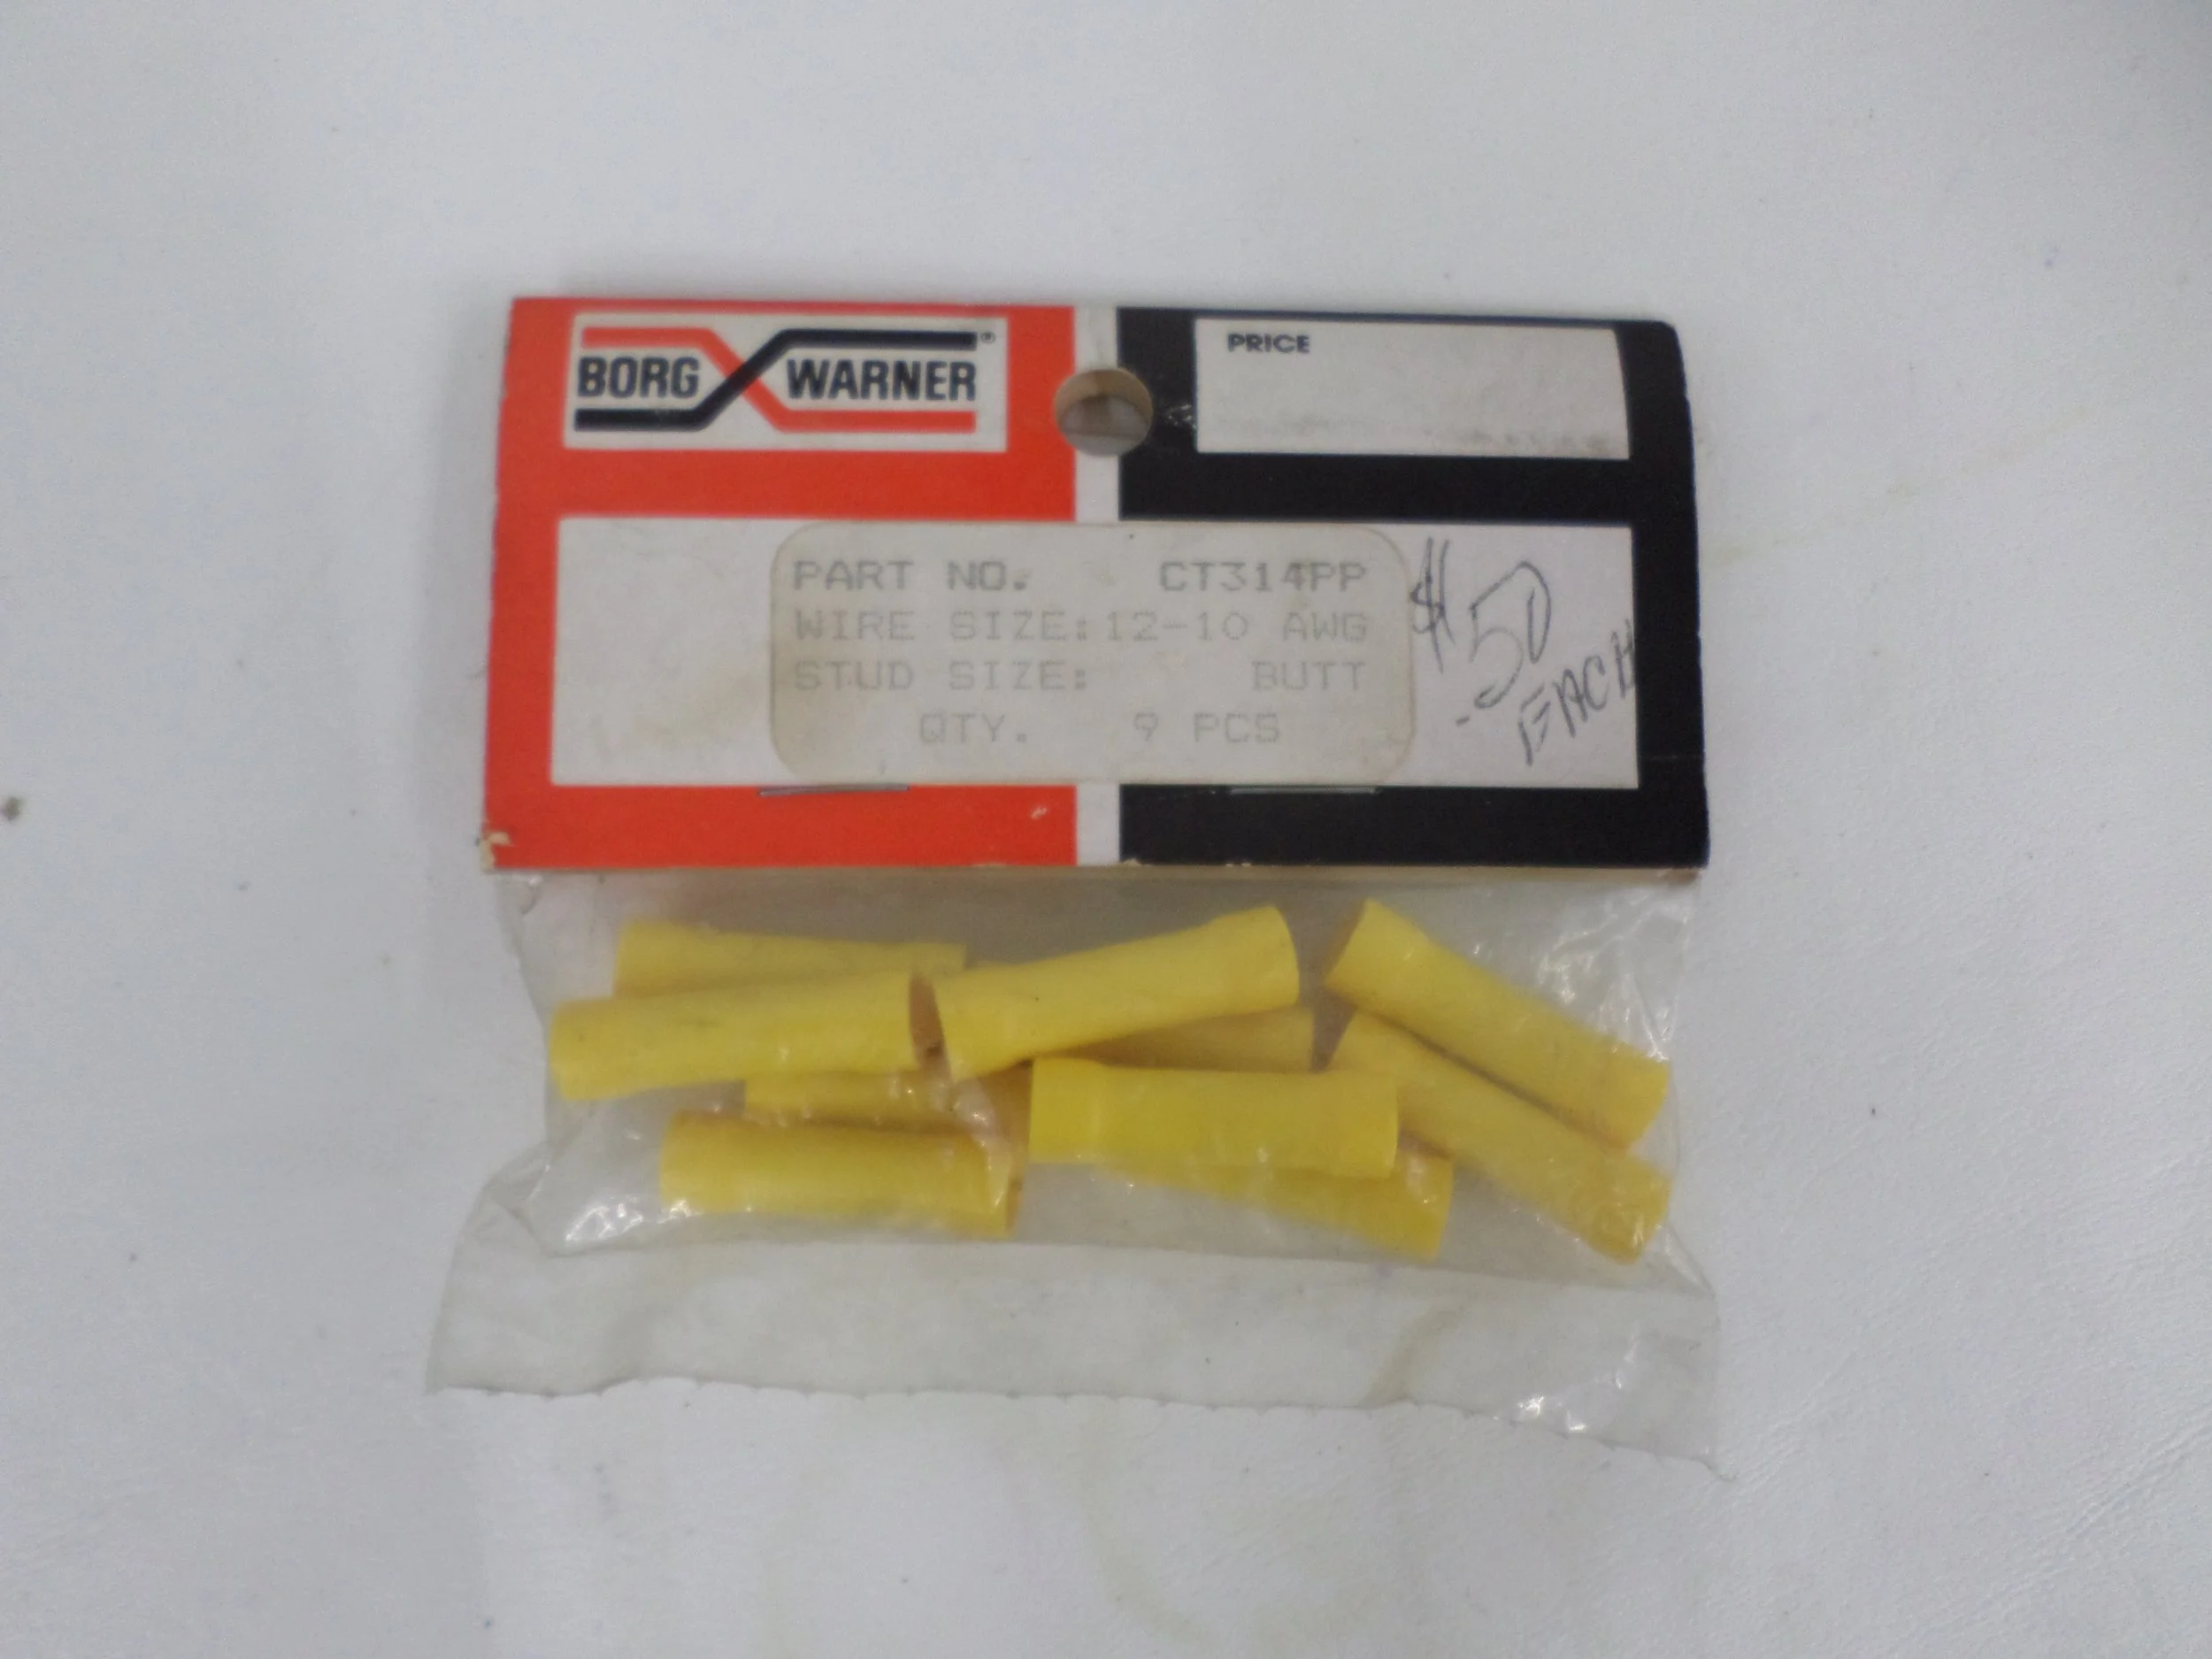 BORG WARNER®
PRICE
PART NO. CT314PP
WIRE SIZE: 12-10 AWG
STUD SIZE: BUTT
QTY. 9 PCS
$ .50
EACH